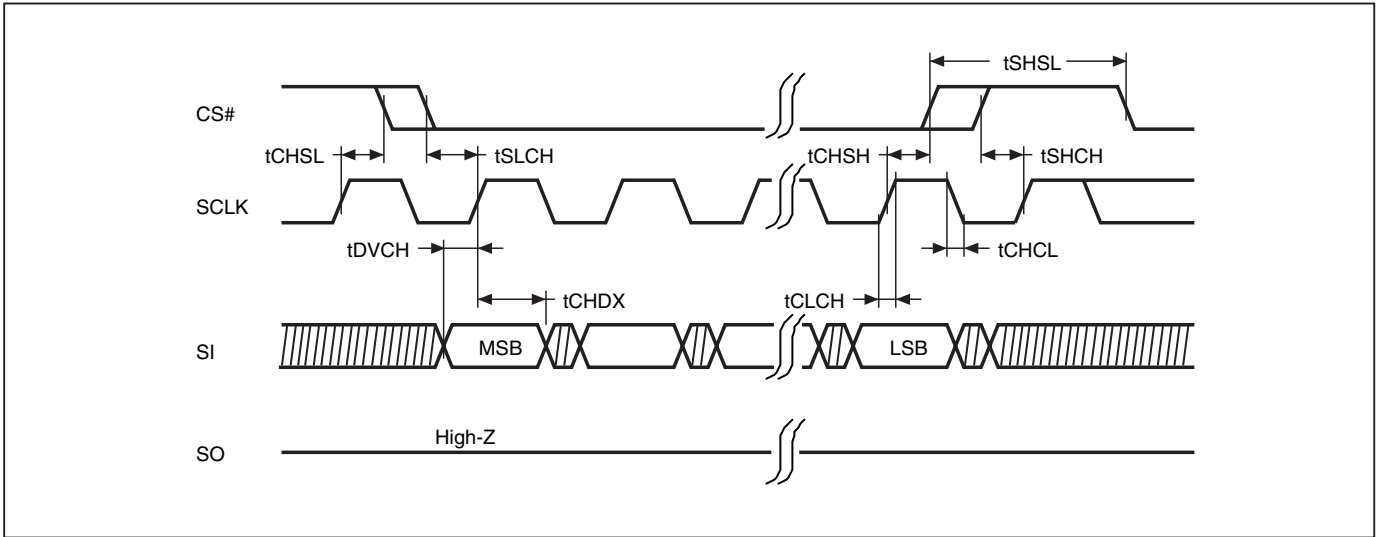 tSHSL
CS#
tCHSL
tSLCH
tCHSH
tSHCH
SCLK
tDVCH
tCHCL
tCHDX
tCLCH
SI
MSB
LSB
High-Z
SO